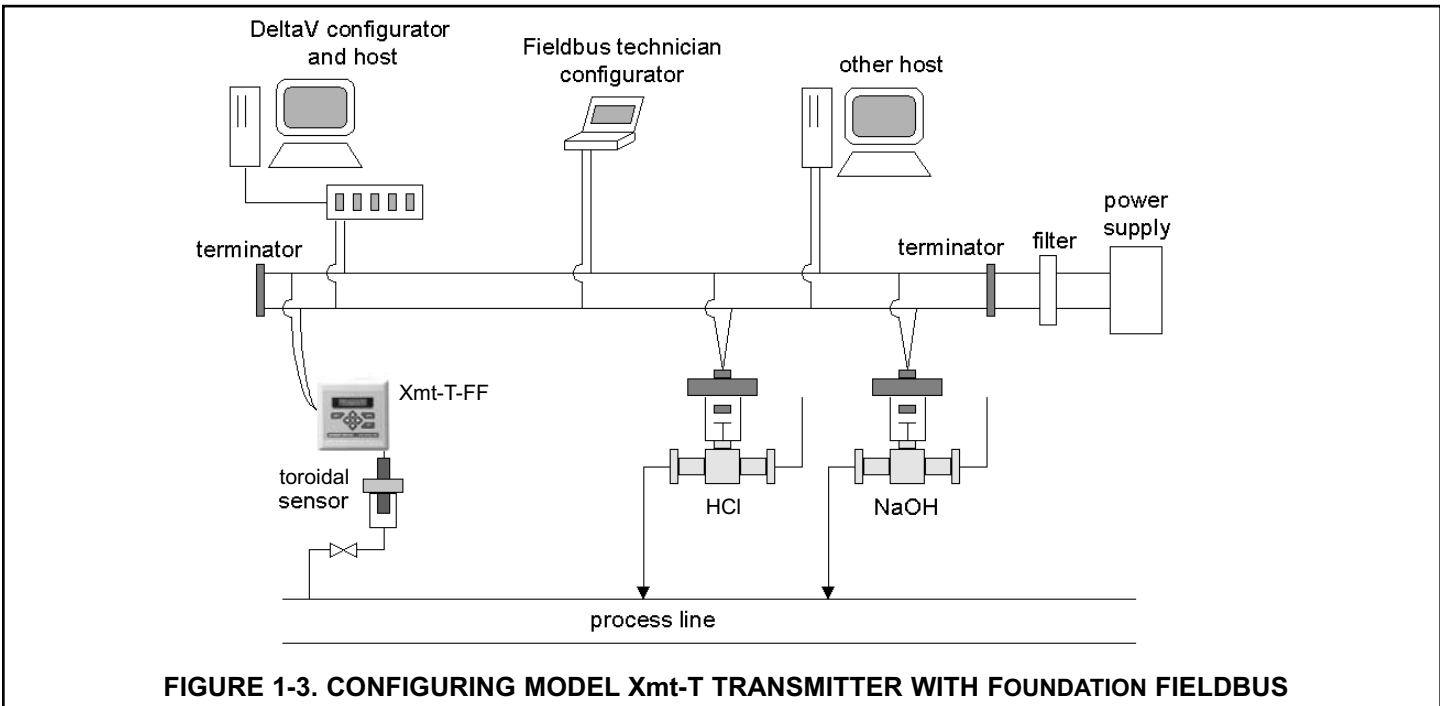 DeltaV configurator
and host
Fieldbus technician
configurator
other host
power
supply
terminator
terminator
filter
Xmt-T-FF
toroidal
sensor
HCl
NaOH
process line
FIGURE 1-3. CONFIGURING MODEL Xmt-T TRANSMITTER WITH FOUNDATION FIELDBUS